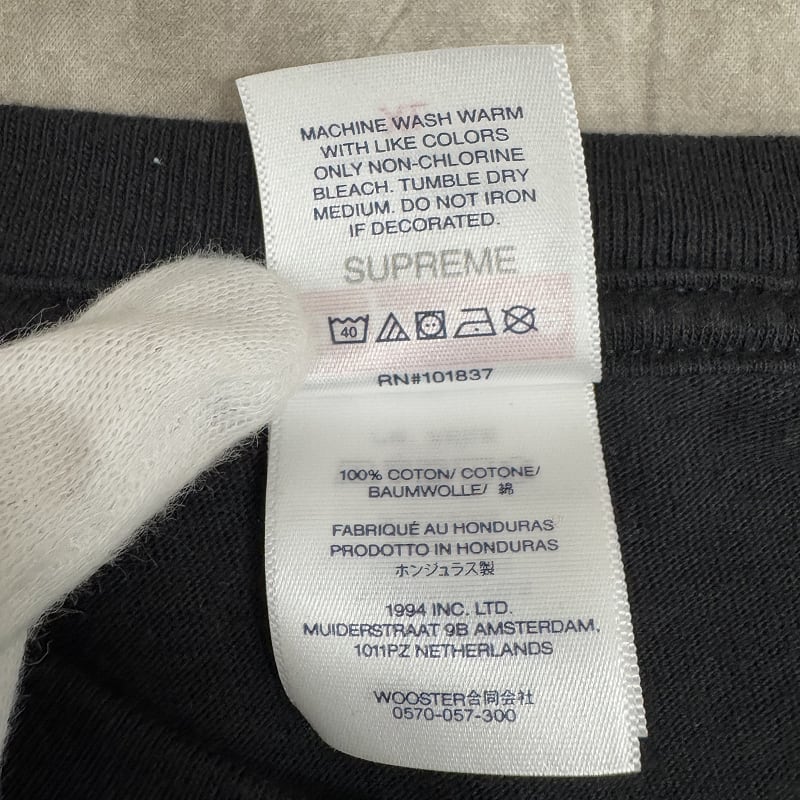 MACHINE WASH WARM
WITH LIKE COLORS
ONLY NON-CHLORINE
BLEACH. TUMBLE DRY
MEDIUM. DO NOT IRON
IF DECORATED.
SUPREME
40
RN#101837
100% COTON/ COTONE/
BAUMWOLLE/ 綿
FABRIQUÉ AU HONDURAS
PRODOTTO IN HONDURAS
ホンジュラス製
1994 INC. LTD.
MUIDERSTRAAT 9B AMSTERDAM,
1011PZ NETHERLANDS
WOOSTER合同会社
0570-057-300